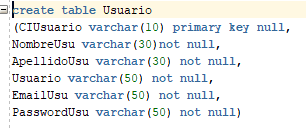 create table Usuario
(CIUsuario varchar(10) primary key null,
NombreUsu varchar(30)not null,
ApellidoUsu varchar(30) not null,
Usuario varchar(50) not null,
EmailUsu varchar(50) not null,
PasswordUsu varchar(50) not null)